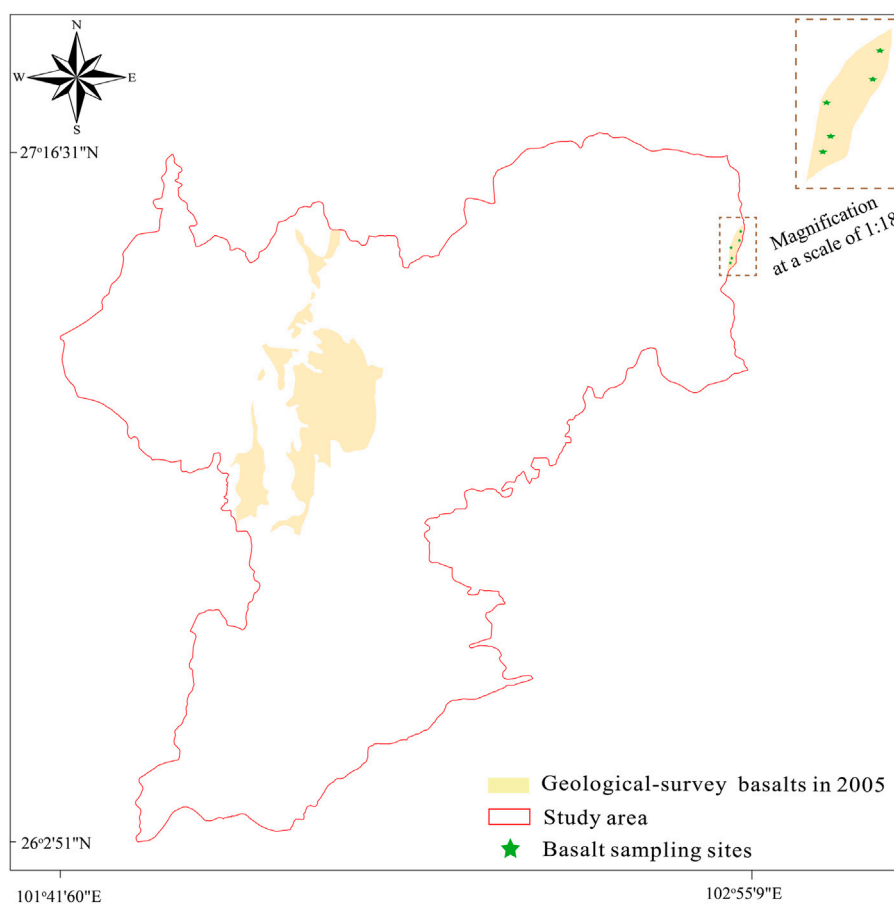 N
W E
S
27°16'31"N
Magnification
at a scale of 1:18
Geological-survey basalts in 2005
Study area
Basalt sampling sites
26°2'51"N
101°41'60"E
102°55'9"E